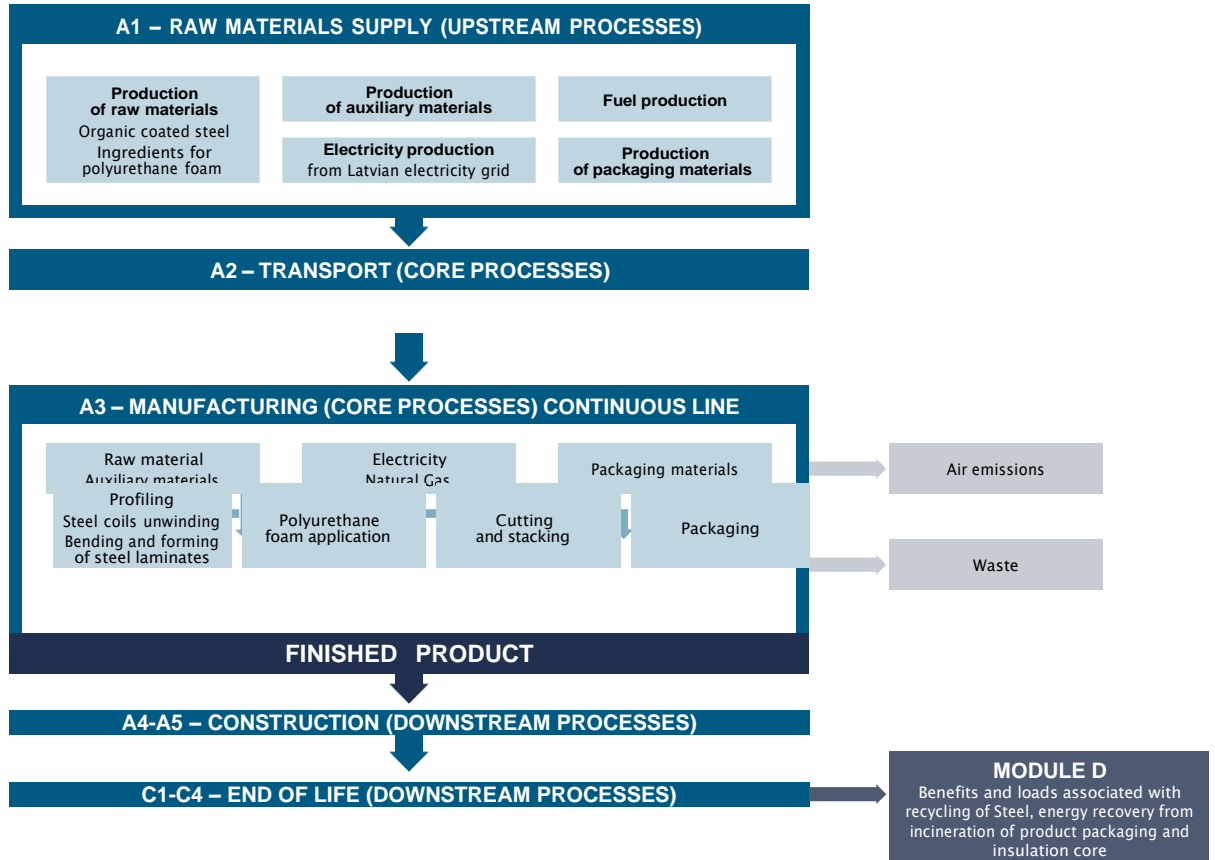 A1 – RAW MATERIALS SUPPLY (UPSTREAM PROCESSES)
Production
of raw materials
Organic coated steel
Ingredients for
polyurethane foam
Production
of auxiliary materials
Fuel production
Electricity production
from Latvian electricity grid
Production
of packaging materials
A2 – TRANSPORT (CORE PROCESSES)
A3 – MANUFACTURING (CORE PROCESSES) CONTINUOUS LINE
Raw material
Auxiliary materials
Electricity
Natural Gas
Packaging materials
Air emissions
Profiling
Steel coils unwinding
Bending and forming
of steel laminates
Polyurethane
foam application
Cutting
and stacking
Packaging
Waste
FINISHED PRODUCT
A4-A5 – CONSTRUCTION (DOWNSTREAM PROCESSES)
C1-C4 – END OF LIFE (DOWNSTREAM PROCESSES)
MODULE D
Benefits and loads associated with
recycling of Steel, energy recovery from
incineration of product packaging and
insulation core